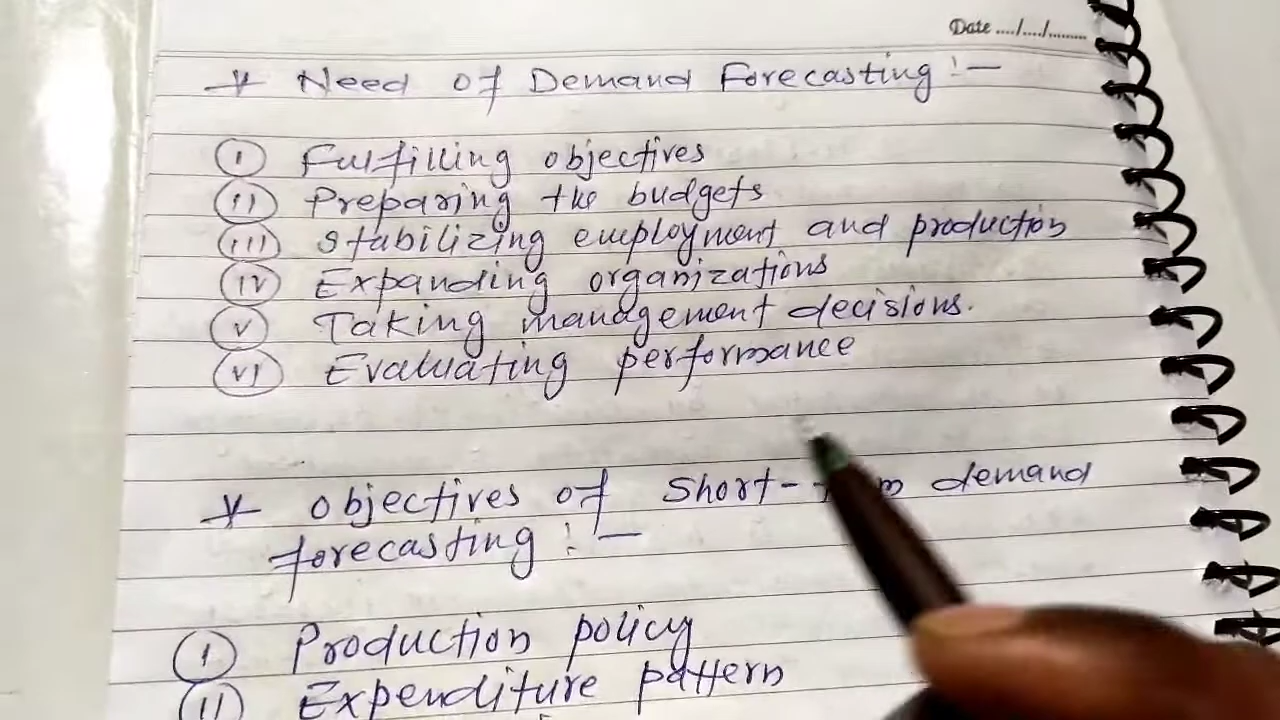 Date ..../..../.........
* Need of Demand Forecasting :-
(i) Fulfilling objectives
(ii) Preparing the budgets
(iii) Stabilizing employment and production
(iv) Expanding organizations
(v) Taking management decisions.
(vi) Evaluating performance
* Objectives of Short- demand
forecasting :-
(i) Production policy
(ii) Expenditure pattern